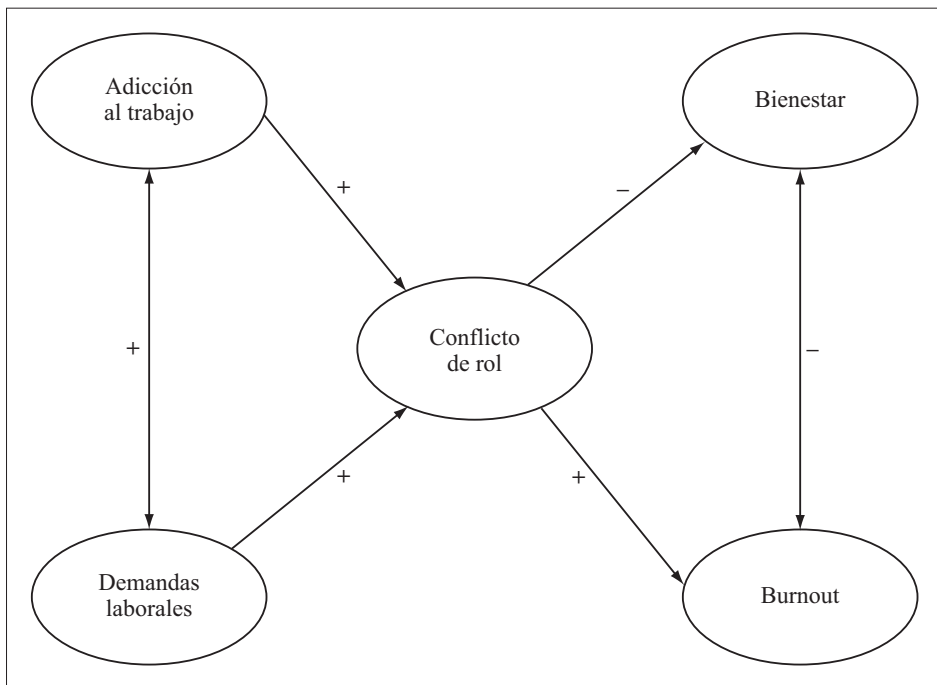 Adicción
al trabajo
Bienestar
+
–
+
Conflicto
de rol
–
+
+
Demandas
laborales
Burnout